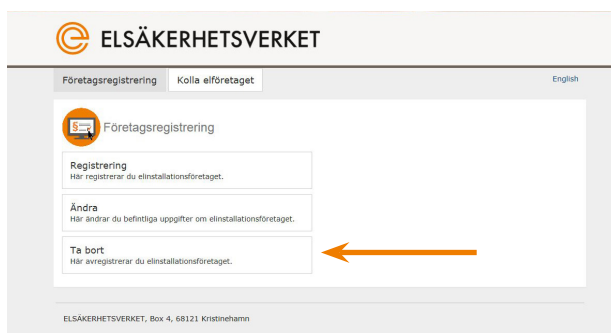 ELSÄKERHETSVERKET
Företagsregistrering Kolla elföretaget English
Företagsregistrering
Registrering
Här registrerar du elinstallationsföretaget.
Ändra
Här ändrar du befintliga uppgifter om elinstallationsföretaget.
Ta bort
Här avregistrerar du elinstallationsföretaget.
ELSÄKERHETSVERKET, Box 4, 68121 Kristinehamn